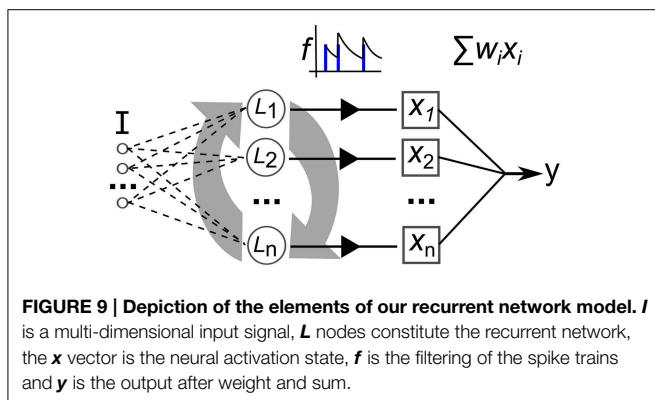 f
∑wᵢxᵢ
I
L₁
x₁
L₂
x₂
y
...
...
...
Lₙ
xₙ
FIGURE 9 | Depiction of the elements of our recurrent network model. I
is a multi-dimensional input signal, L nodes constitute the recurrent network,
the x vector is the neural activation state, f is the filtering of the spike trains
and y is the output after weight and sum.